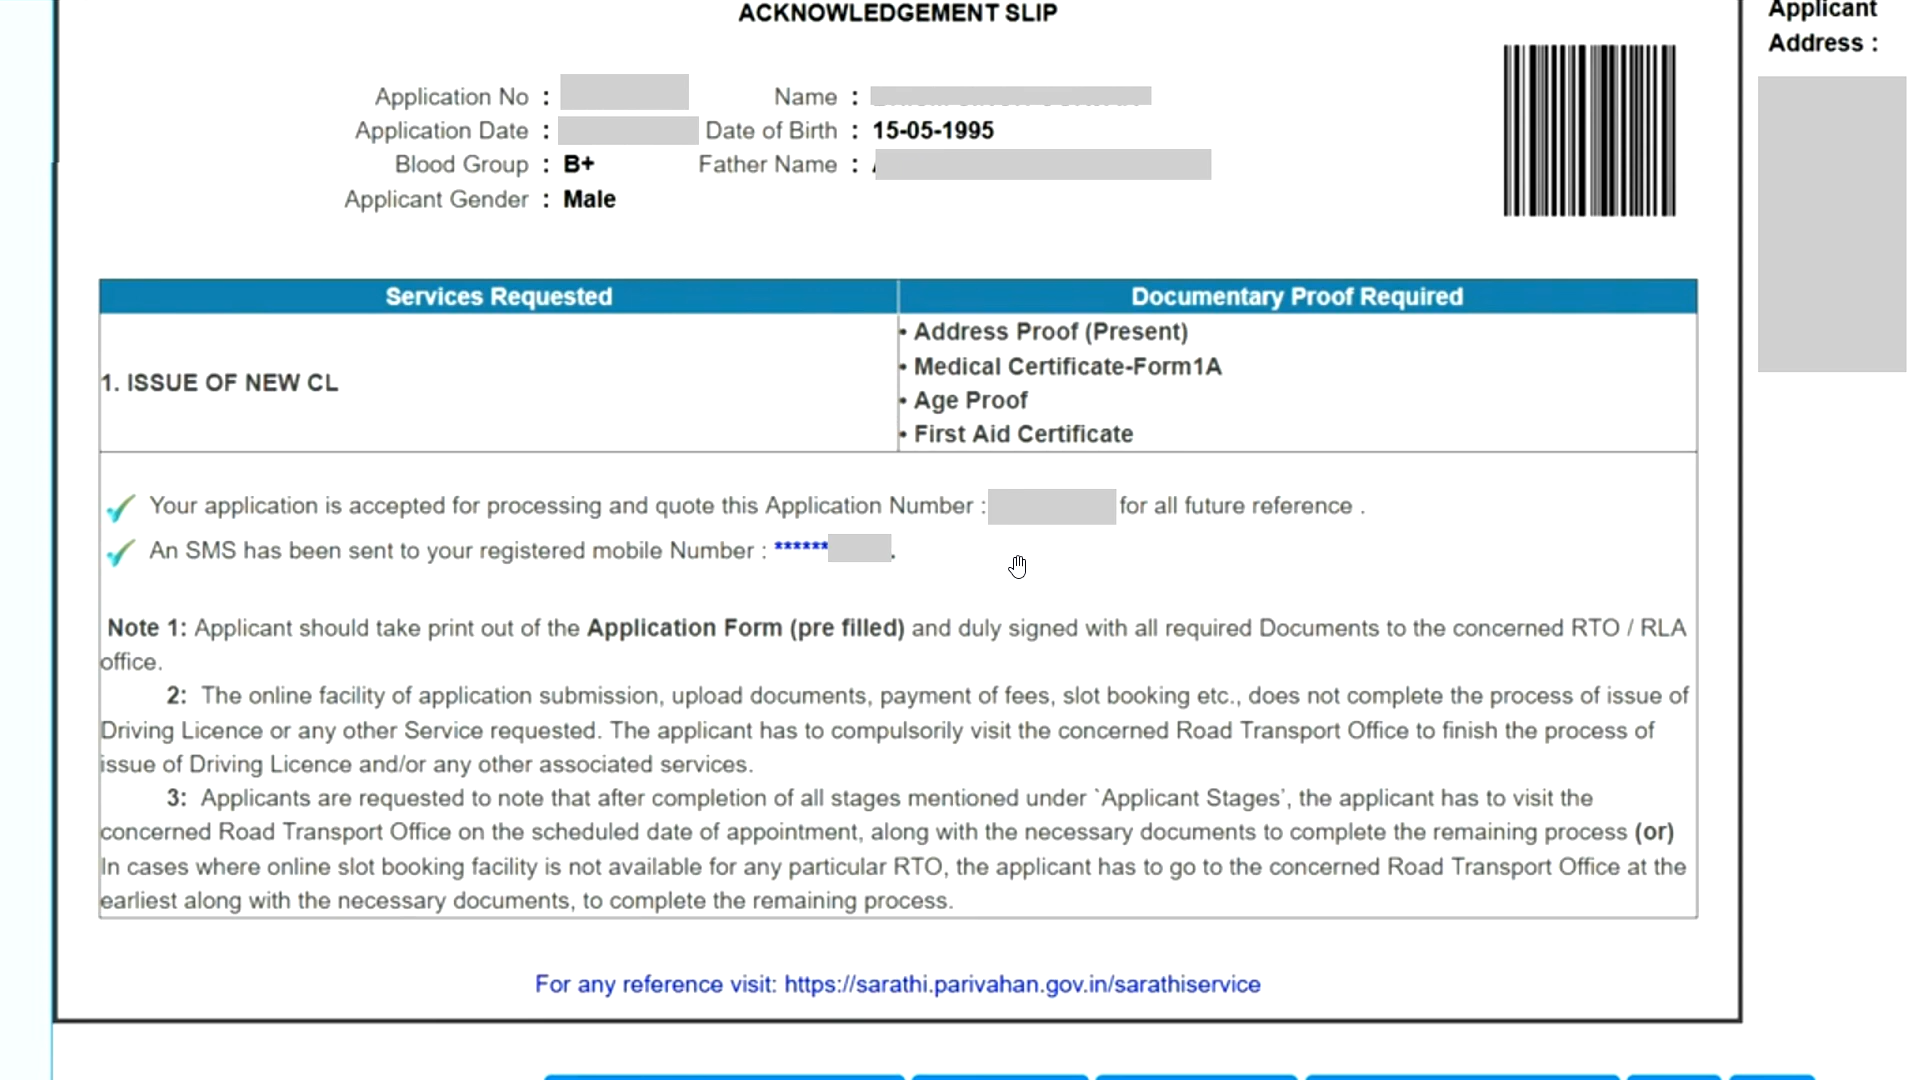 ACKNOWLEDGEMENT SLIP
Applicant
Address :
Application No :
Name :
Application Date :
Date of Birth : 15-05-1995
Blood Group : B+
Father Name :
Applicant Gender : Male
Services Requested
Documentary Proof Required
1. ISSUE OF NEW CL
• Address Proof (Present)
• Medical Certificate-Form1A
• Age Proof
• First Aid Certificate
Your application is accepted for processing and quote this Application Number : for all future reference .
An SMS has been sent to your registered mobile Number : ****** .
Note 1: Applicant should take print out of the Application Form (pre filled) and duly signed with all required Documents to the concerned RTO / RLA
office.
2: The online facility of application submission, upload documents, payment of fees, slot booking etc., does not complete the process of issue of
Driving Licence or any other Service requested. The applicant has to compulsorily visit the concerned Road Transport Office to finish the process of
issue of Driving Licence and/or any other associated services.
3: Applicants are requested to note that after completion of all stages mentioned under `Applicant Stages', the applicant has to visit the
concerned Road Transport Office on the scheduled date of appointment, along with the necessary documents to complete the remaining process (or)
In cases where online slot booking facility is not available for any particular RTO, the applicant has to go to the concerned Road Transport Office at the
earliest along with the necessary documents, to complete the remaining process.
For any reference visit: https://sarathi.parivahan.gov.in/sarathiservice